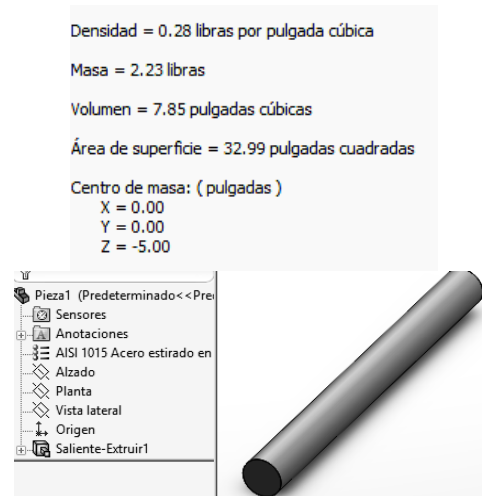 Densidad = 0.28 libras por pulgada cúbica
Masa = 2.23 libras
Volumen = 7.85 pulgadas cúbicas
Área de superficie = 32.99 pulgadas cuadradas
Centro de masa: ( pulgadas )
X = 0.00
Y = 0.00
Z = -5.00
Pieza1 (Predeterminado<<Pre
Sensores
Anotaciones
AISI 1015 Acero estirado en
Alzado
Planta
Vista lateral
Origen
Saliente-Extruir1